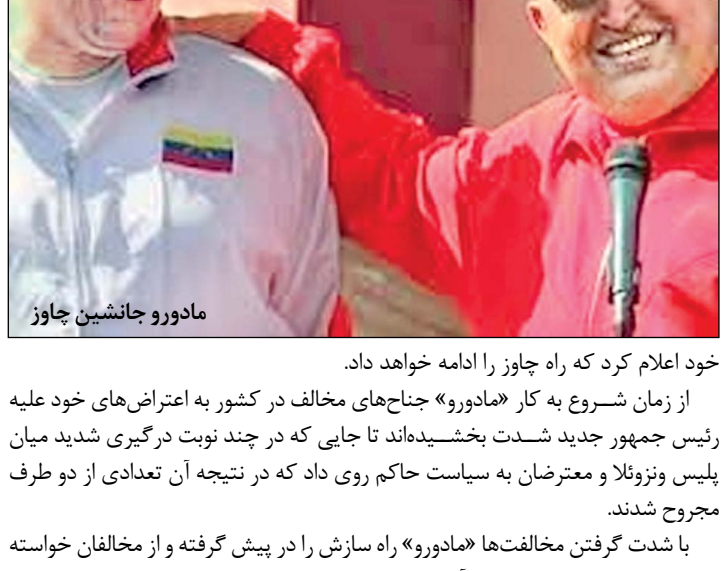 مادورو جانشین چاوز
خود اعلام کرد که راه چاوز را ادامه خواهد داد.
از زمان شــروع به کار «مادورو» جناح‌های مخالف در کشور به اعتراض‌های خود علیه
رئیس جمهور جدید شــدت بخشــیده‌اند تا جایی که در چند نوبت درگیری شدید میان
پلیس ونزوئلا و معترضان به سیاست حاکم روی داد که در نتیجه آن تعدادی از دو طرف
مجروح شدند.
با شدت گرفتن مخالفت‌ها «مادورو» راه سازش را در پیش گرفته و از مخالفان خواسته